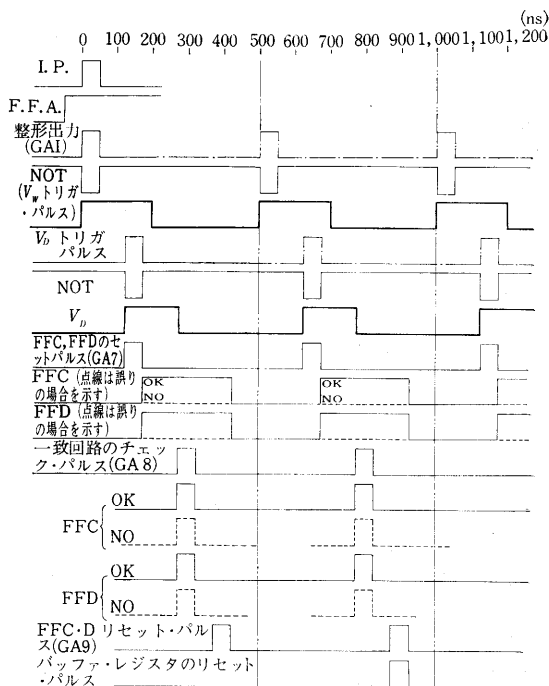 (ns)
0 100 200 300 400 500 600 700 800 900 1,000 1,100 1,200
I. P.
F.F.A.
整形出力
(GAI)
NOT
(Vwトリガ
・パルス)
VD トリガ
パルス
NOT
VD
FFC,FFDのセ
ットパルス(GA7)
FFC (点線は誤り
の場合を示す)
OK
NO
OK
NO
FFD (点線は誤り
の場合を示す)
一致回路のチェッ
ク・パルス(GA 8)
FFC
OK
NO
FFD
OK
NO
FFC・D リセット・パル
ス(GA9)
バッファ・レジスタのリセット
・パルス